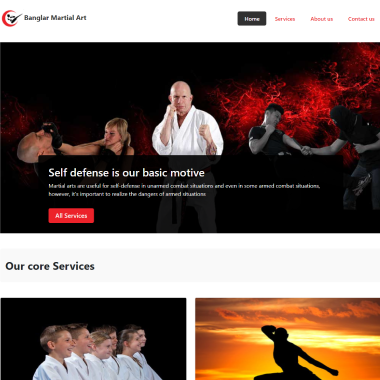 Banglar Martial Art
Home
Services
About us
Contact us
Self defense is our basic motive
Martial arts are useful for self-defense in unarmed combat situations and even in some armed combat situations,
however, it's important to realize the dangers of armed situations
All Services
Our core Services